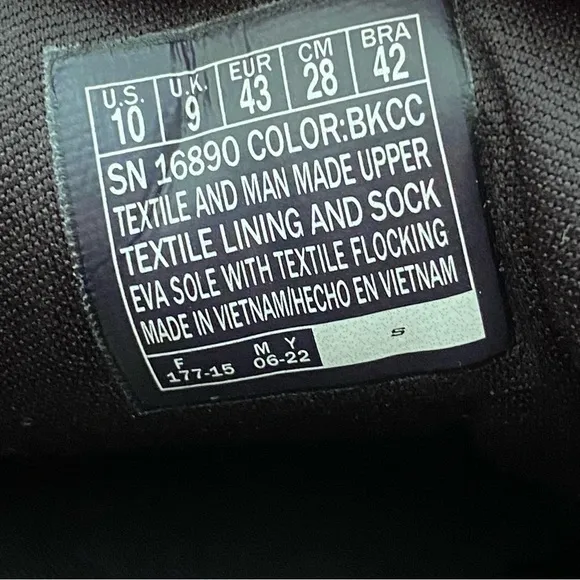 U.S. U.K. EUR CM BRA
10 9 43 28 42
SN 16890 COLOR:BKCC
TEXTILE AND MAN MADE UPPER
TEXTILE LINING AND SOCK
EVA SOLE WITH TEXTILE FLOCKING
MADE IN VIETNAM/HECHO EN VIETNAM
F M Y S
177-15 06-22